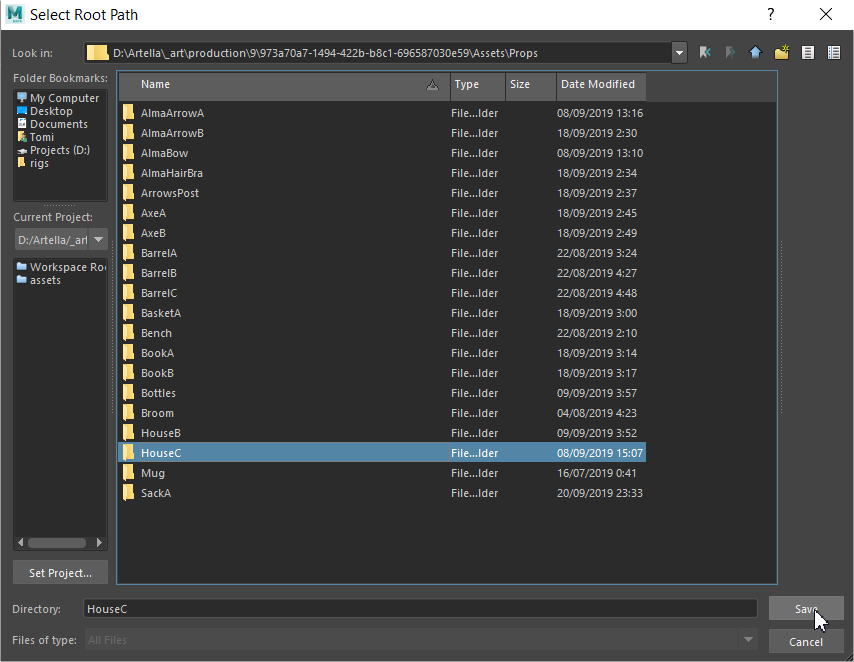 M Select Root Path ?
Look in: D:\Artella\_art\production\9\973a70a7-1494-422b-b8c1-696587030e59\Assets\Props
Folder Bookmarks:
My Computer
Desktop
Documents
Tomi
Projects (D:)
rigs
Current Project:
D:/Artella/_art
Workspace Roo
assets
Set Project...
Name Type Size Date Modified
AlmaArrowA File...lder 08/09/2019 13:16
AlmaArrowB File...lder 18/09/2019 2:30
AlmaBow File...lder 08/09/2019 13:10
AlmaHairBra File...lder 18/09/2019 2:34
ArrowsPost File...lder 18/09/2019 2:37
AxeA File...lder 18/09/2019 2:45
AxeB File...lder 18/09/2019 2:49
BarrelA File...lder 22/08/2019 3:24
BarrelB File...lder 22/08/2019 4:27
BarrelC File...lder 22/08/2019 4:48
BasketA File...lder 18/09/2019 3:00
Bench File...lder 22/08/2019 2:10
BookA File...lder 18/09/2019 3:14
BookB File...lder 18/09/2019 3:17
Bottles File...lder 09/09/2019 3:57
Broom File...lder 04/08/2019 4:23
HouseB File...lder 09/09/2019 3:52
HouseC File...lder 08/09/2019 15:07
Mug File...lder 16/07/2019 0:41
SackA File...lder 20/09/2019 23:33
Directory: HouseC Save
Files of type: All Files Cancel